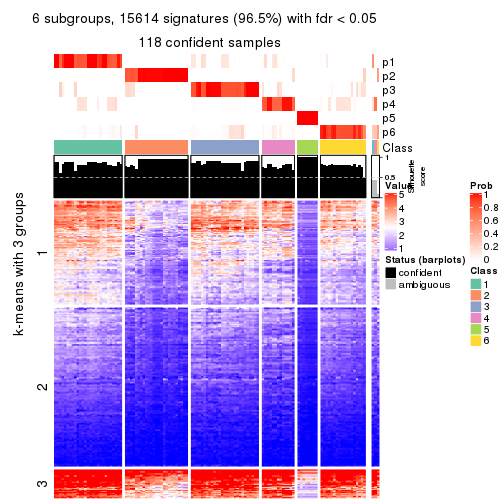 6 subgroups, 15614 signatures (96.5%) with fdr < 0.05
118 confident samples
p1
p2
p3
p4
p5
p6
Class
1
0.5
Silhouette
score
k-means with 3 groups
1
2
3
Value
5
4
3
2
1
Status (barplots)
confident
ambiguous
Prob
1
0.8
0.6
0.4
0.2
0
Class
1
2
3
4
5
6